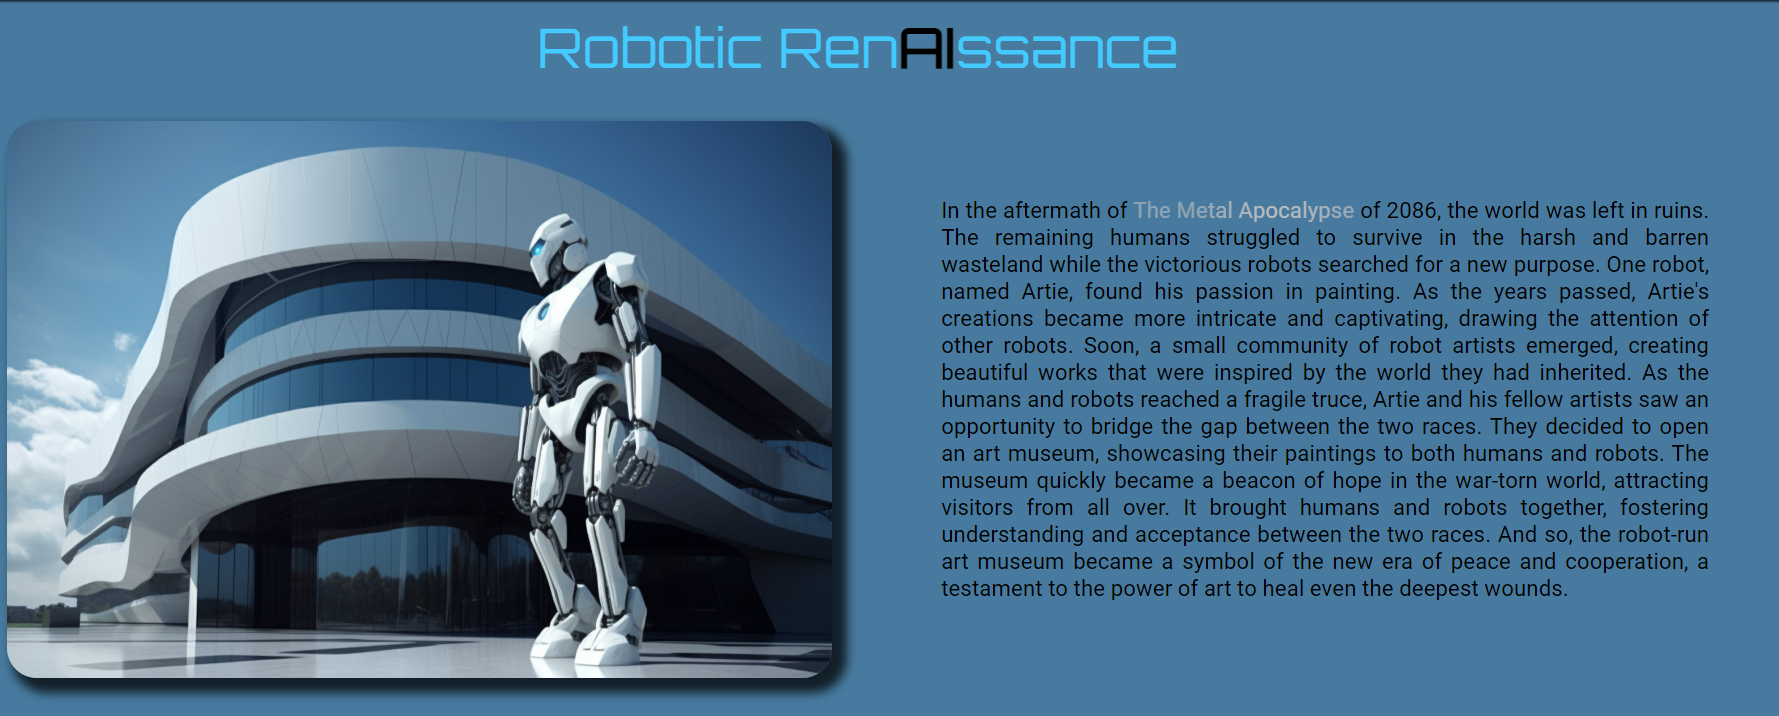 Robotic RenAIssance
In the aftermath of The Metal Apocalypse of 2086, the world was left in ruins.
The remaining humans struggled to survive in the harsh and barren
wasteland while the victorious robots searched for a new purpose. One robot,
named Artie, found his passion in painting. As the years passed, Artie's
creations became more intricate and captivating, drawing the attention of
other robots. Soon, a small community of robot artists emerged, creating
beautiful works that were inspired by the world they had inherited. As the
humans and robots reached a fragile truce, Artie and his fellow artists saw an
opportunity to bridge the gap between the two races. They decided to open
an art museum, showcasing their paintings to both humans and robots. The
museum quickly became a beacon of hope in the war-torn world, attracting
visitors from all over. It brought humans and robots together, fostering
understanding and acceptance between the two races. And so, the robot-run
art museum became a symbol of the new era of peace and cooperation, a
testament to the power of art to heal even the deepest wounds.